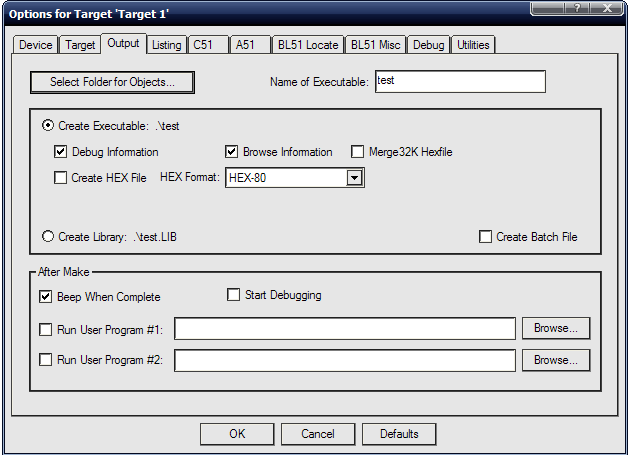 Options for Target 'Target 1'
Device Target Output Listing C51 A51 BL51 Locate BL51 Misc Debug Utilities
Select Folder for Objects... Name of Executable: test
Create Executable: .\test
Debug Information Browse Information Merge32K Hexfile
Create HEX File HEX Format: HEX-80
Create Library: .\test.LIB Create Batch File
After Make
Beep When Complete Start Debugging
Run User Program #1: Browse...
Run User Program #2: Browse...
OK Cancel Defaults